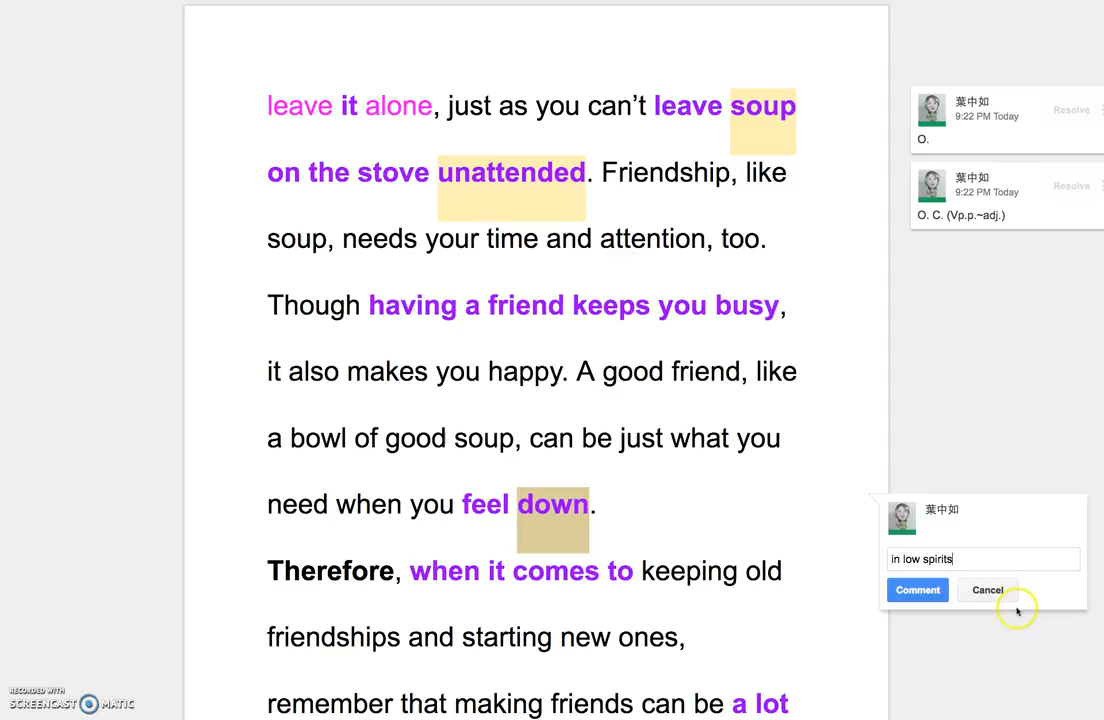 leave it alone, just as you can’t leave soup
on the stove unattended. Friendship, like
soup, needs your time and attention, too.
Though having a friend keeps you busy,
it also makes you happy. A good friend, like
a bowl of good soup, can be just what you
need when you feel down.
Therefore, when it comes to keeping old
friendships and starting new ones,
remember that making friends can be a lot
葉中如
9:22 PM Today
Resolve
O.
葉中如
9:22 PM Today
Resolve
O. C. (Vp.p.~adj.)
葉中如
in low spirits
Comment Cancel
RECORDED WITH
SCREENCAST MATIC